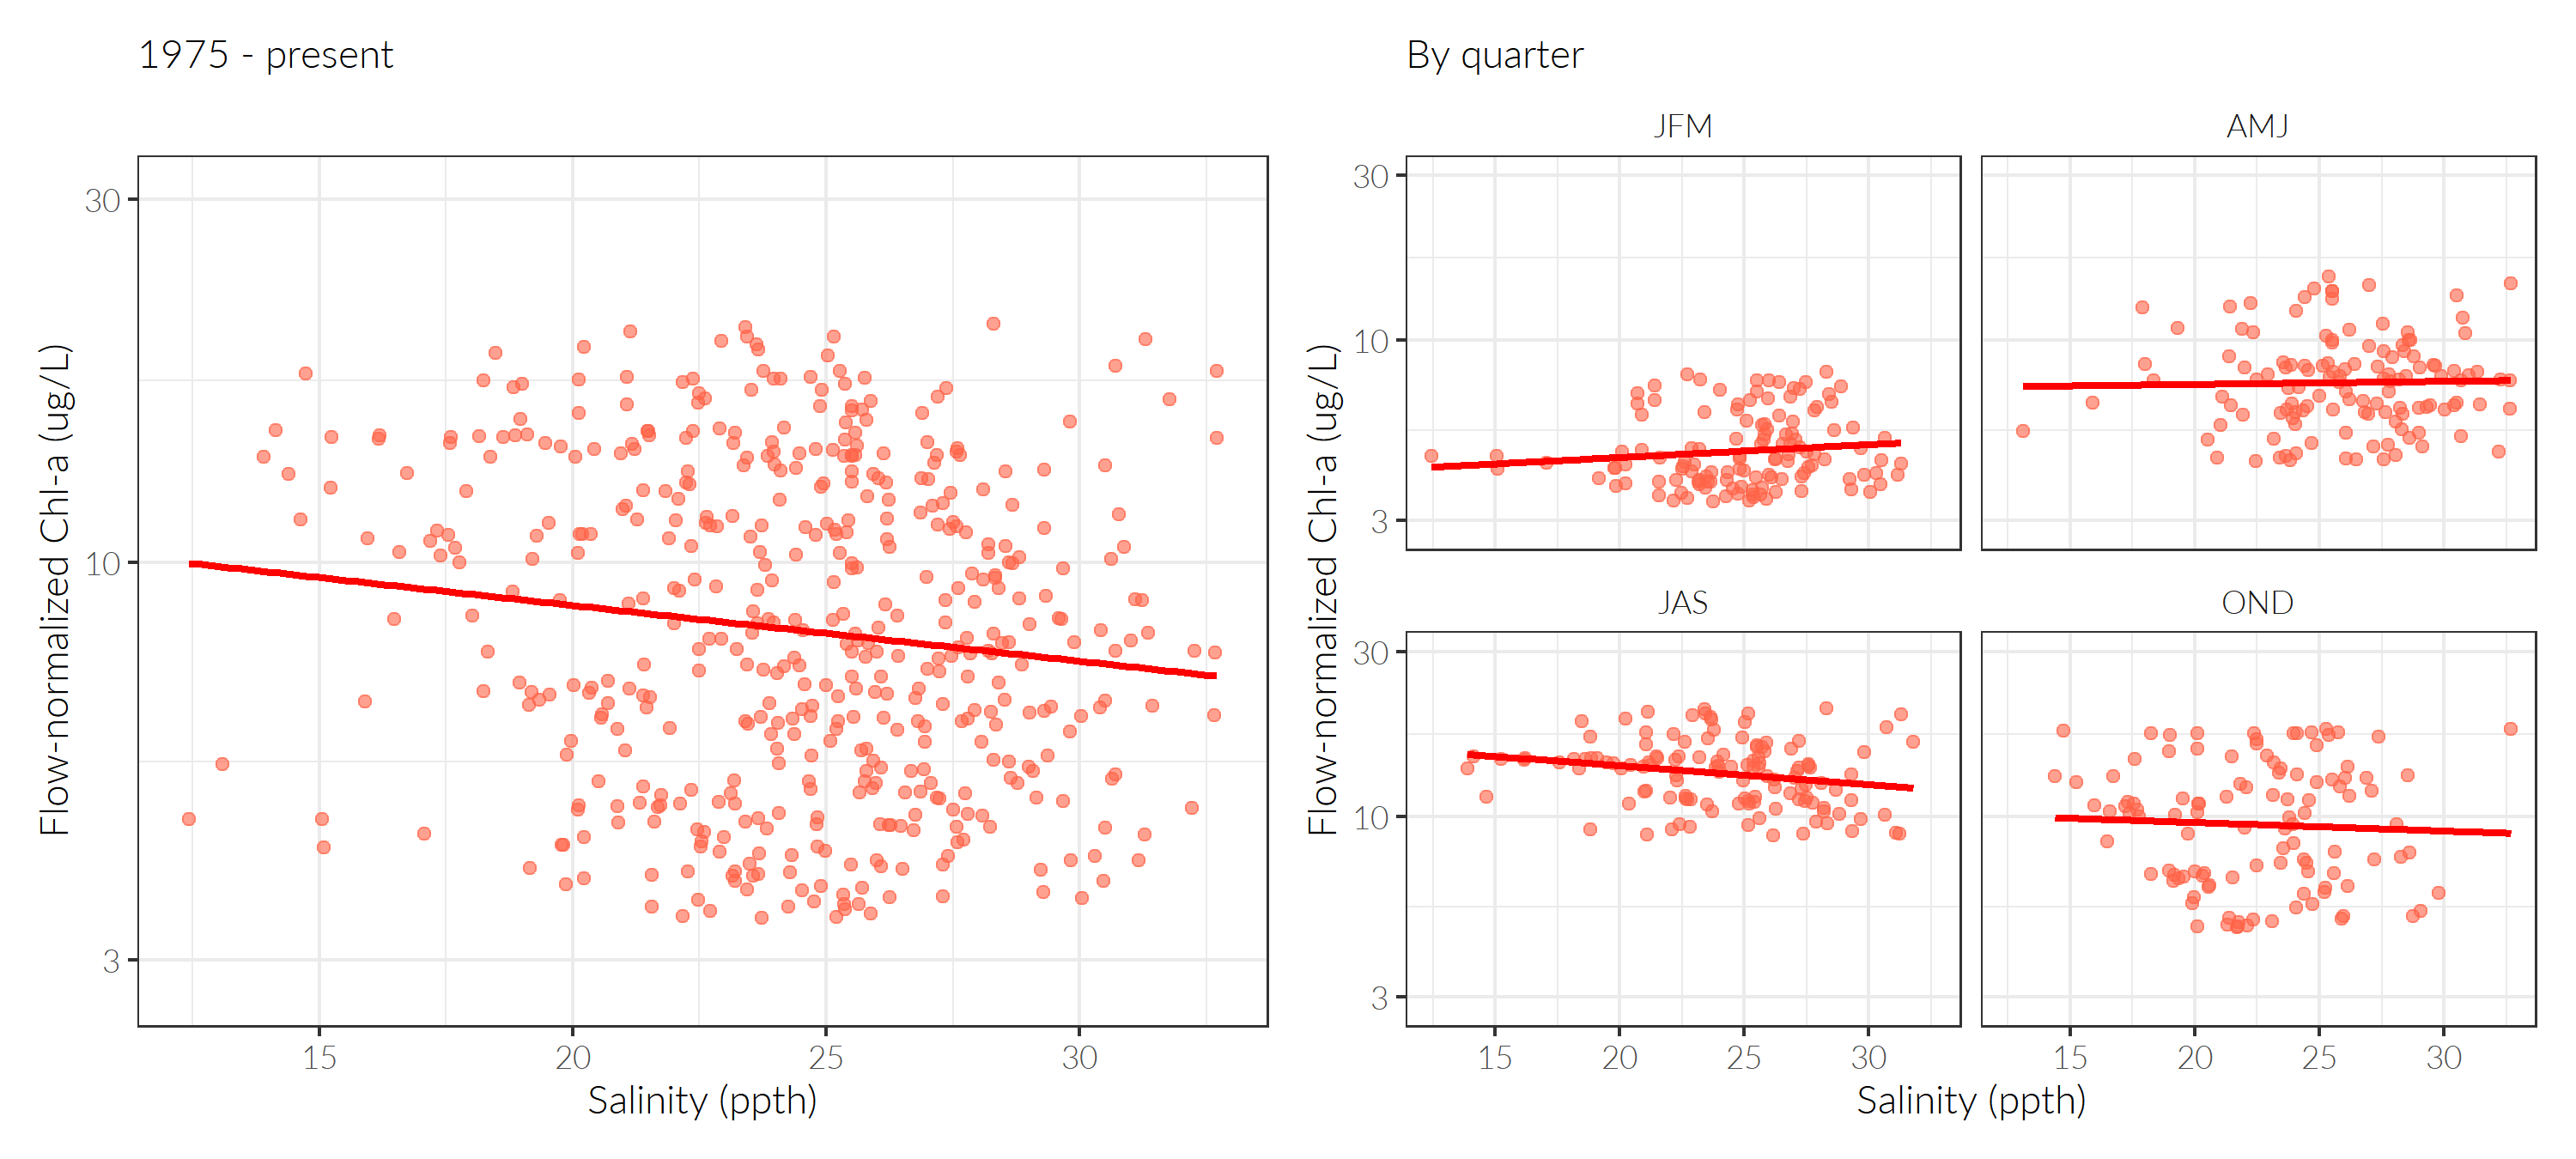 1975 - present
Flow-normalized Chl-a (ug/L)
30
10
3
15 20 25 30
Salinity (ppth)
By quarter
Flow-normalized Chl-a (ug/L)
JFM AMJ
30
10
3
JAS OND
30
10
3
15 20 25 30 15 20 25 30
Salinity (ppth)